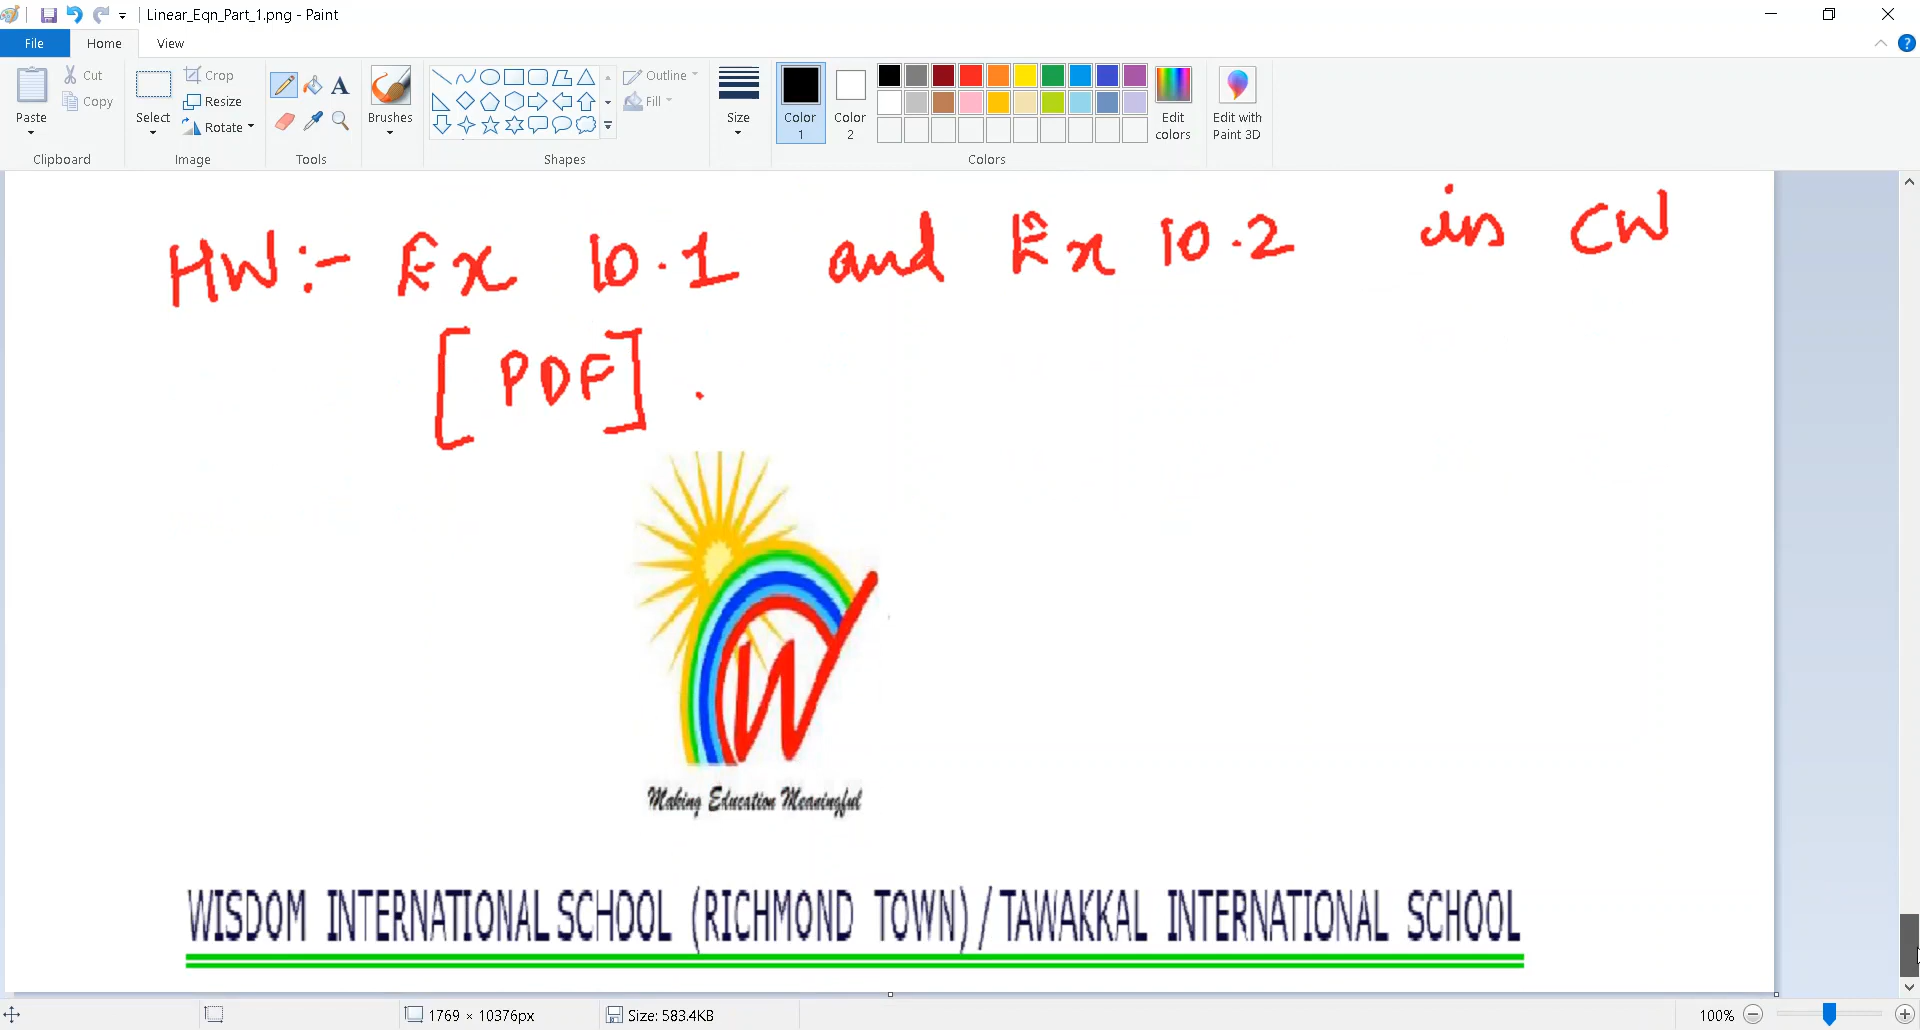 Linear_Eqn_Part_1.png - Paint
File Home View
Paste
Cut
Copy
Clipboard
Select
Crop
Resize
Rotate
Image
A
Tools
Brushes
Outline
Fill
Shapes
Size
Color 1
Color 2
Edit colors
Colors
Edit with Paint 3D
?
HW:- Ex 10.1 and Ex 10.2 in CW
[PDF].
W
Making Education Meaningful
WISDOM INTERNATIONAL SCHOOL (RICHMOND TOWN) / TAWAKKAL INTERNATIONAL SCHOOL
1769 × 10376px Size: 583.4KB 100%